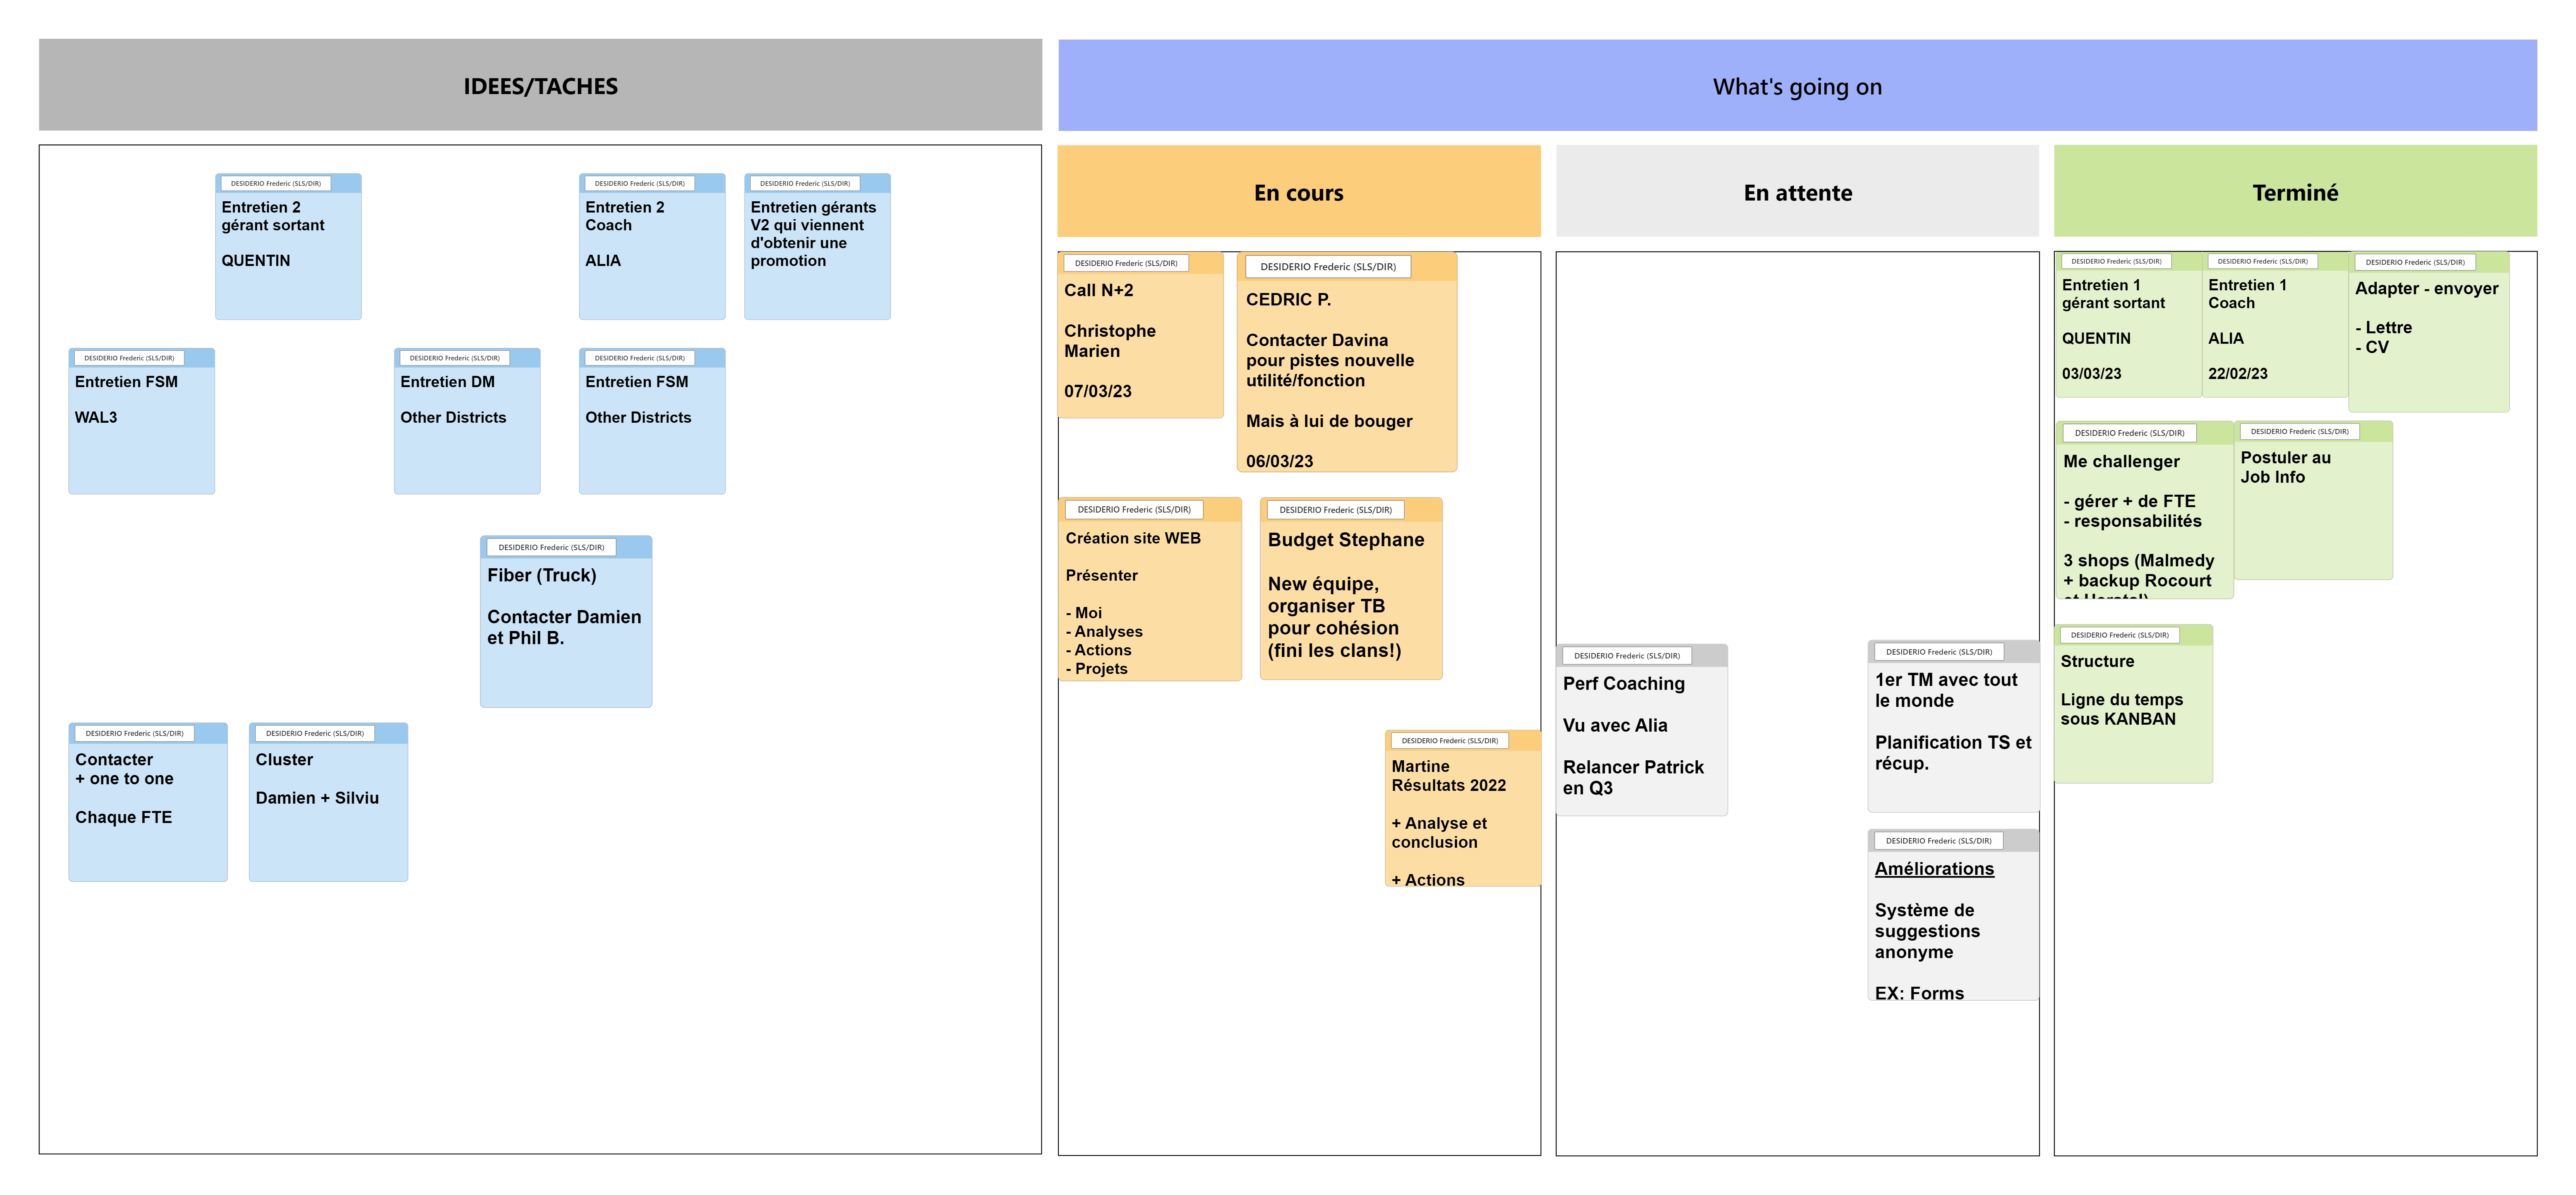 IDEES/TACHES
What's going on
En cours
En attente
Terminé
DESIDERIO Frederic (SLS/DIR)
Entretien 2
gérant sortant
QUENTIN
DESIDERIO Frederic (SLS/DIR)
Entretien 2
Coach
ALIA
DESIDERIO Frederic (SLS/DIR)
Entretien gérants
V2 qui viennent
d'obtenir une
promotion
DESIDERIO Frederic (SLS/DIR)
Entretien FSM
WAL3
DESIDERIO Frederic (SLS/DIR)
Entretien DM
Other Districts
DESIDERIO Frederic (SLS/DIR)
Entretien FSM
Other Districts
DESIDERIO Frederic (SLS/DIR)
Fiber (Truck)
Contacter Damien
et Phil B.
DESIDERIO Frederic (SLS/DIR)
Contacter
+ one to one
Chaque FTE
DESIDERIO Frederic (SLS/DIR)
Cluster
Damien + Silviu
DESIDERIO Frederic (SLS/DIR)
Call N+2
Christophe
Marien
07/03/23
DESIDERIO Frederic (SLS/DIR)
CEDRIC P.
Contacter Davina
pour pistes nouvelle
utilité/fonction
Mais à lui de bouger
06/03/23
DESIDERIO Frederic (SLS/DIR)
Création site WEB
Présenter
- Moi
- Analyses
- Actions
- Projets
DESIDERIO Frederic (SLS/DIR)
Budget Stephane
New équipe,
organiser TB
pour cohésion
(fini les clans!)
DESIDERIO Frederic (SLS/DIR)
Martine
Résultats 2022
+ Analyse et
conclusion
+ Actions
DESIDERIO Frederic (SLS/DIR)
Perf Coaching
Vu avec Alia
Relancer Patrick
en Q3
DESIDERIO Frederic (SLS/DIR)
1er TM avec tout
le monde
Planification TS et
récup.
DESIDERIO Frederic (SLS/DIR)
Améliorations
Système de
suggestions
anonyme
EX: Forms
DESIDERIO Frederic (SLS/DIR)
Entretien 1
gérant sortant
QUENTIN
03/03/23
DESIDERIO Frederic (SLS/DIR)
Entretien 1
Coach
ALIA
22/02/23
DESIDERIO Frederic (SLS/DIR)
Adapter - envoyer
- Lettre
- CV
DESIDERIO Frederic (SLS/DIR)
Me challenger
- gérer + de FTE
- responsabilités
3 shops (Malmedy
+ backup Rocourt
DESIDERIO Frederic (SLS/DIR)
Postuler au
Job Info
DESIDERIO Frederic (SLS/DIR)
Structure
Ligne du temps
sous KANBAN